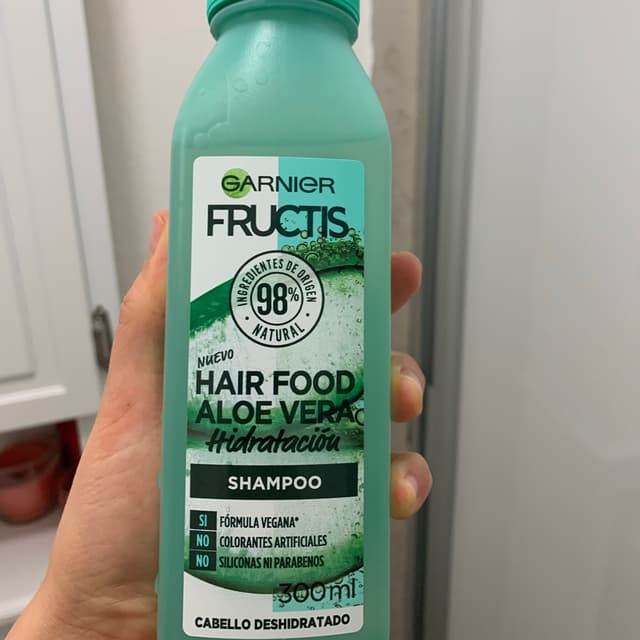 GARNIER
FRUCTIS
INGREDIENTES DE ORIGEN
98%
NATURAL
NUEVO
HAIR FOOD
ALOE VERA
Hidratación
SHAMPOO
SI FÓRMULA VEGANA*
NO COLORANTES ARTIFICIALES
NO SILICONAS NI PARABENOS
300ml
CABELLO DESHIDRATADO